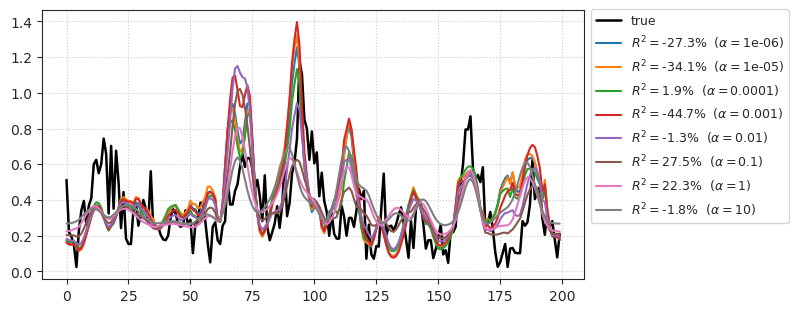 1.4
1.2
1.0
0.8
0.6
0.4
0.2
0.0
0 25 50 75 100 125 150 175 200
true
R² = -27.3% (α = 1e-06)
R² = -34.1% (α = 1e-05)
R² = 1.9% (α = 0.0001)
R² = -44.7% (α = 0.001)
R² = -1.3% (α = 0.01)
R² = 27.5% (α = 0.1)
R² = 22.3% (α = 1)
R² = -1.8% (α = 10)